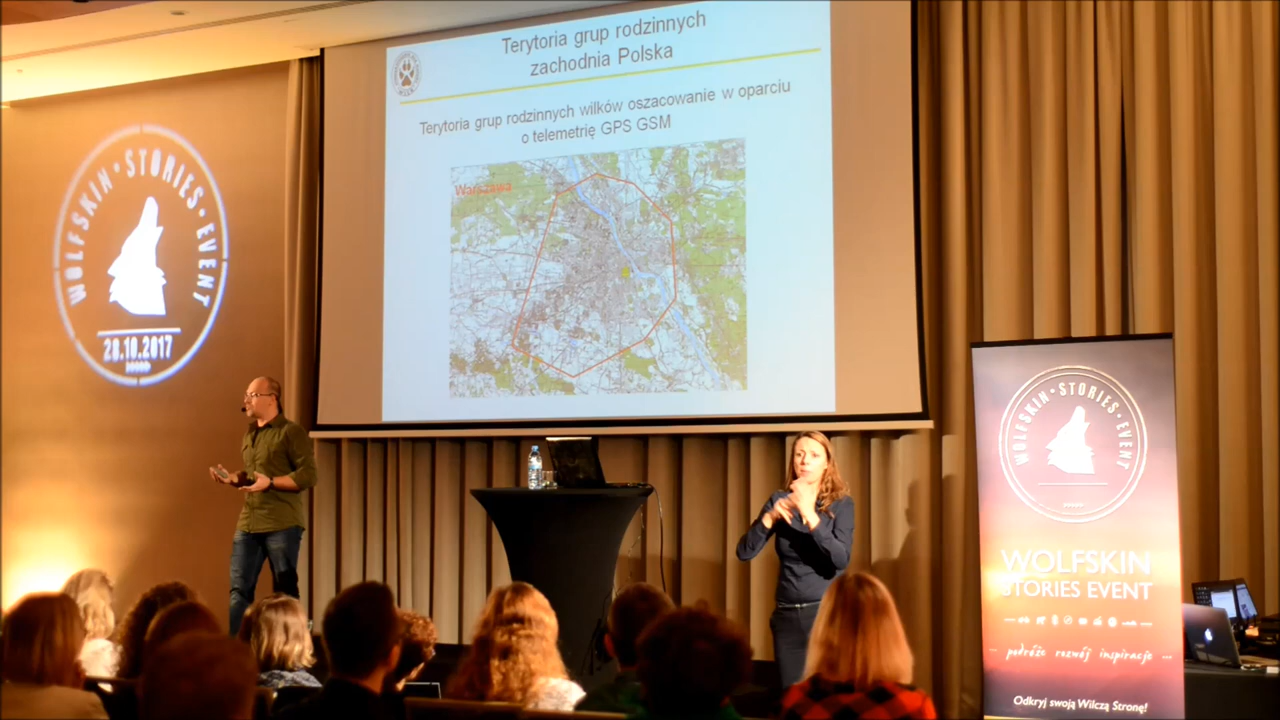 Terytoria grup rodzinnych
zachodnia Polska
Terytoria grup rodzinnych wilków oszacowanie w oparciu
o telemetrię GPS GSM
Warszawa
WOLFSKIN · STORIES · EVENT
28.10.2017
WOLFSKIN · STORIES · EVENT
WOLFSKIN
STORIES EVENT
podróże rozwój inspiracje ...
Odkryj swoją Wilczą Stronę!